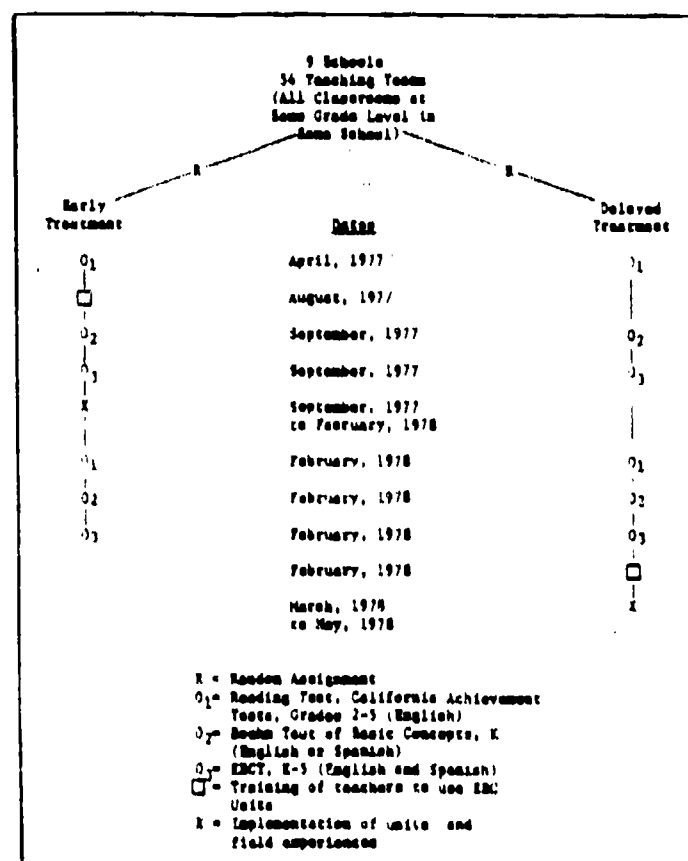 9 Schools
56 Teaching Teams
(All Classrooms at
Same Grade Level in
Same School)
R R
Early
Treatment
Dates
Delayed
Treatment
O1 April, 1977 O1
□ August, 1977
O2 September, 1977 O2
O3 September, 1977 O3
X September, 1977
to February, 1978
O1 February, 1978 O1
O2 February, 1978 O2
O3 February, 1978 O3
February, 1978 □
March, 1978 X
to May, 1978
R = Random Assignment
O1= Reading Test, California Achievement
Tests, Grades 2-5 (English)
O2= Boehm Test of Basic Concepts, K
(English or Spanish)
O3= EBCT, K-5 (English and Spanish)
□= Training of teachers to use EBC
Units
X = Implementation of units and
field experiences